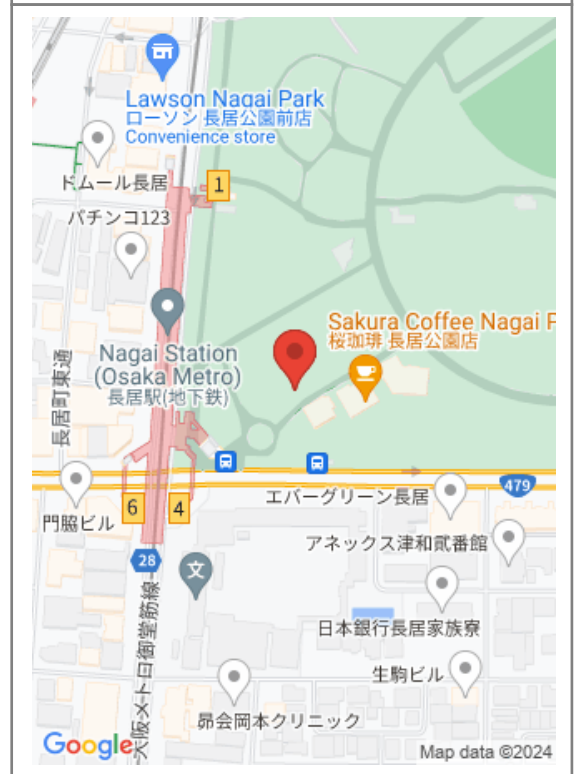 Lawson Nagai Park
ローソン 長居公園前店
Convenience store
ドムール長居
1
パチンコ123
Sakura Coffee Nagai P
桜珈琲 長居公園店
Nagai Station
(Osaka Metro)
長居駅(地下鉄)
長居町東通
479
6
4
エバーグリーン長居
門脇ビル
アネックス津和貮番館
28
文
大阪メトロ御堂筋線
日本銀行長居家族寮
生駒ビル
昴会岡本クリニック
Google
Map data ©2024